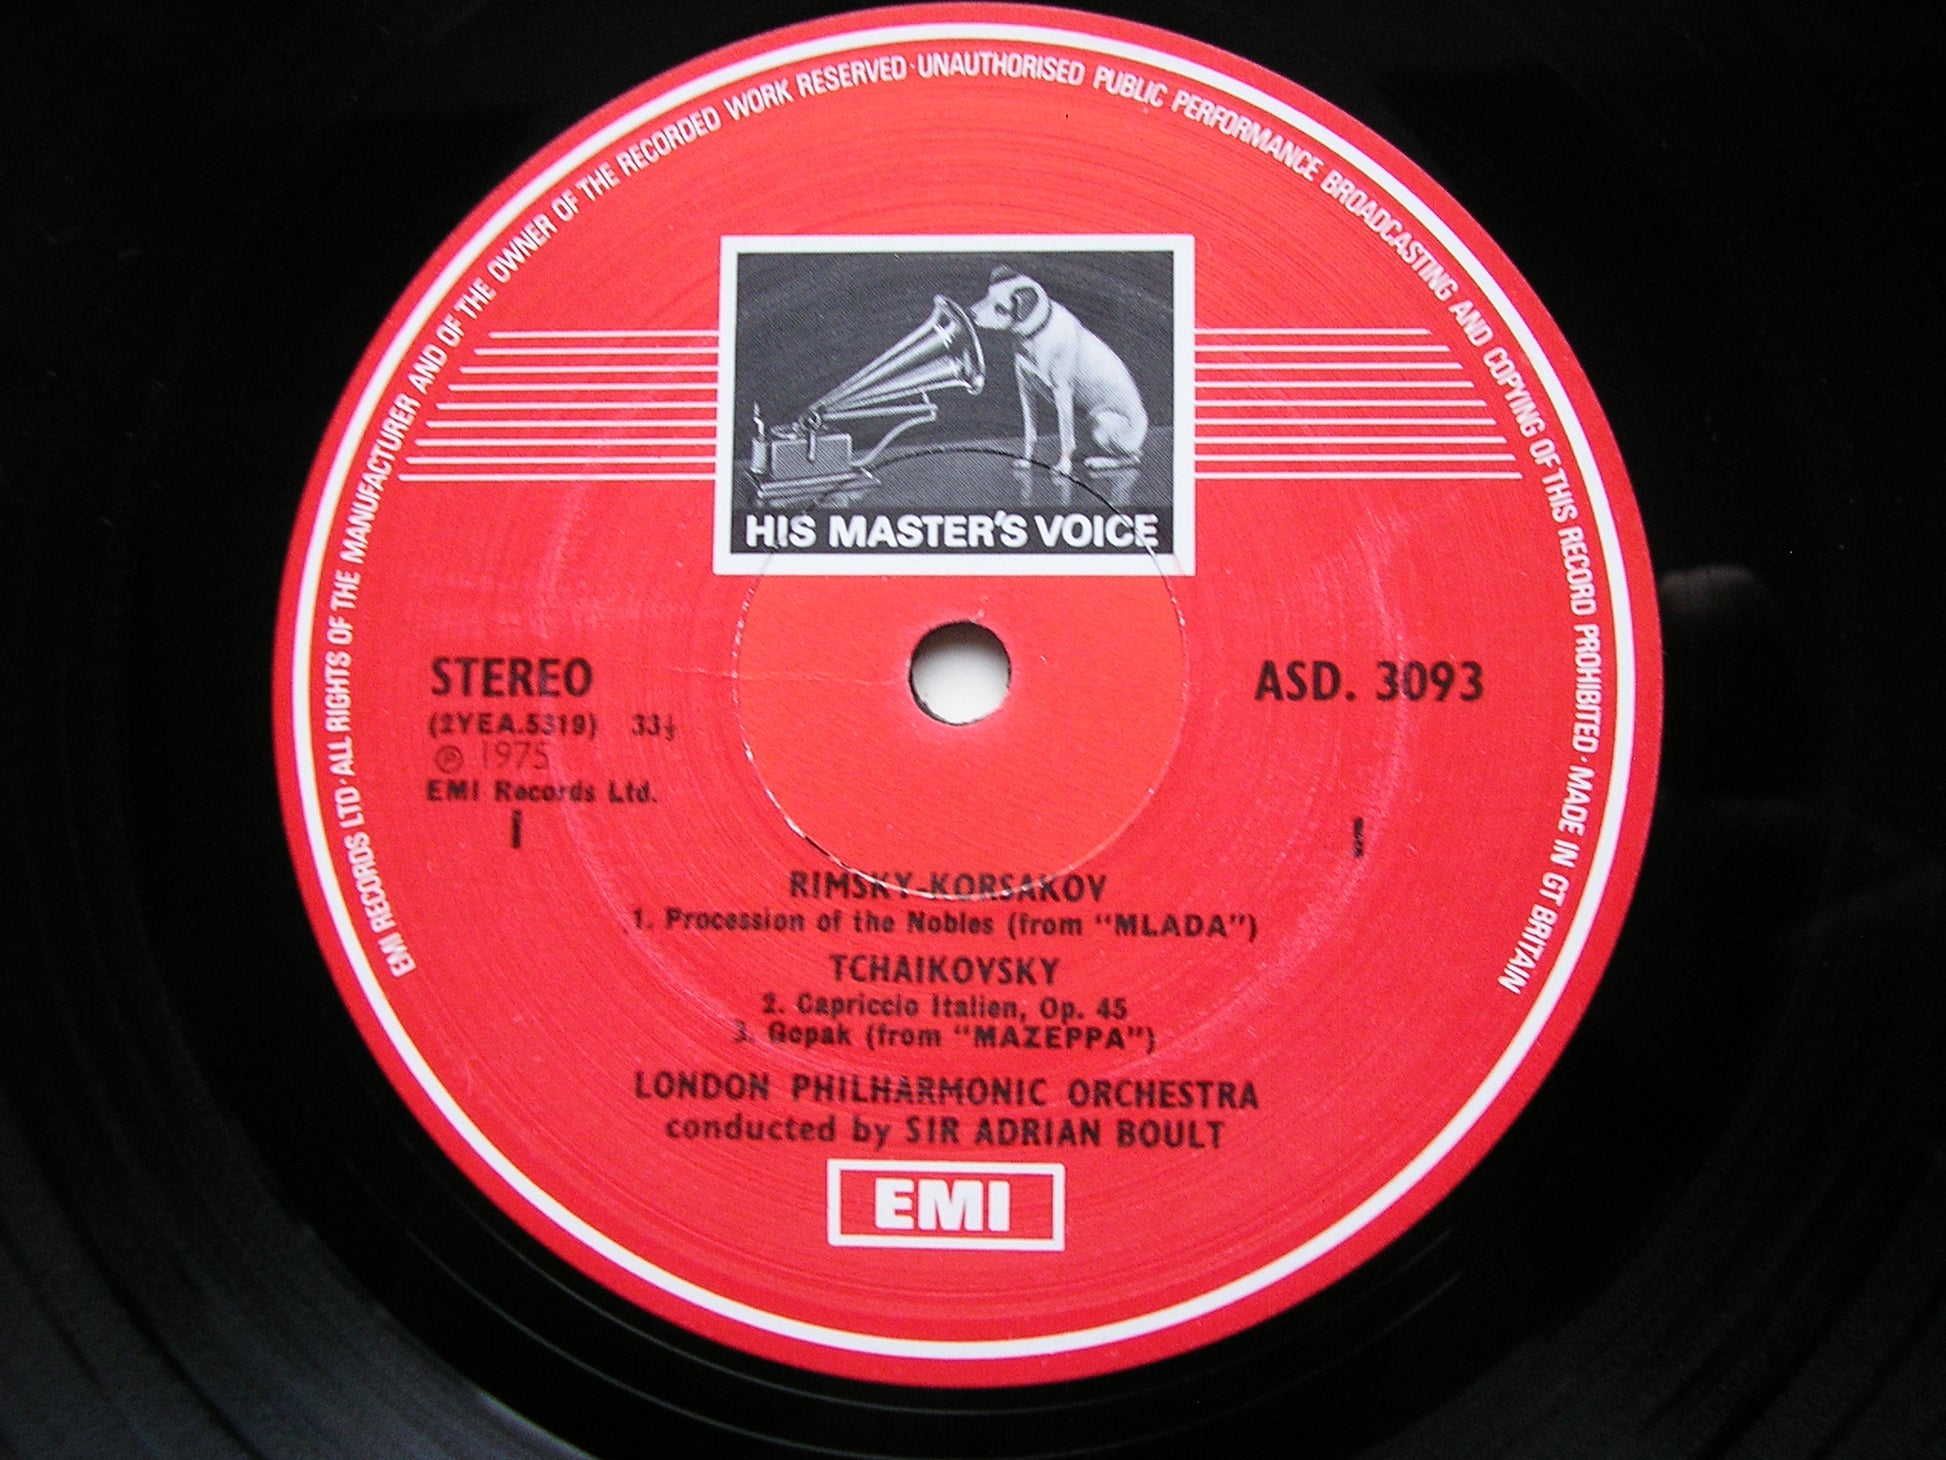 EMI RECORDS LTD · ALL RIGHTS OF THE MANUFACTURER AND OF THE OWNER OF THE RECORDED WORK RESERVED · UNAUTHORISED PUBLIC PERFORMANCE BROADCASTING AND COPYING OF THIS RECORD PROHIBITED · MADE IN GT BRITAIN
HIS MASTER'S VOICE
STEREO
ASD. 3093
(2YEA.5319) 33⅓
℗ 1975
EMI Records Ltd.
RIMSKY-KORSAKOV
1. Procession of the Nobles (from "MLADA")
TCHAIKOVSKY
2. Capriccio Italien, Op. 45
3. Gopak (from "MAZEPPA")
LONDON PHILHARMONIC ORCHESTRA
conducted by SIR ADRIAN BOULT
EMI